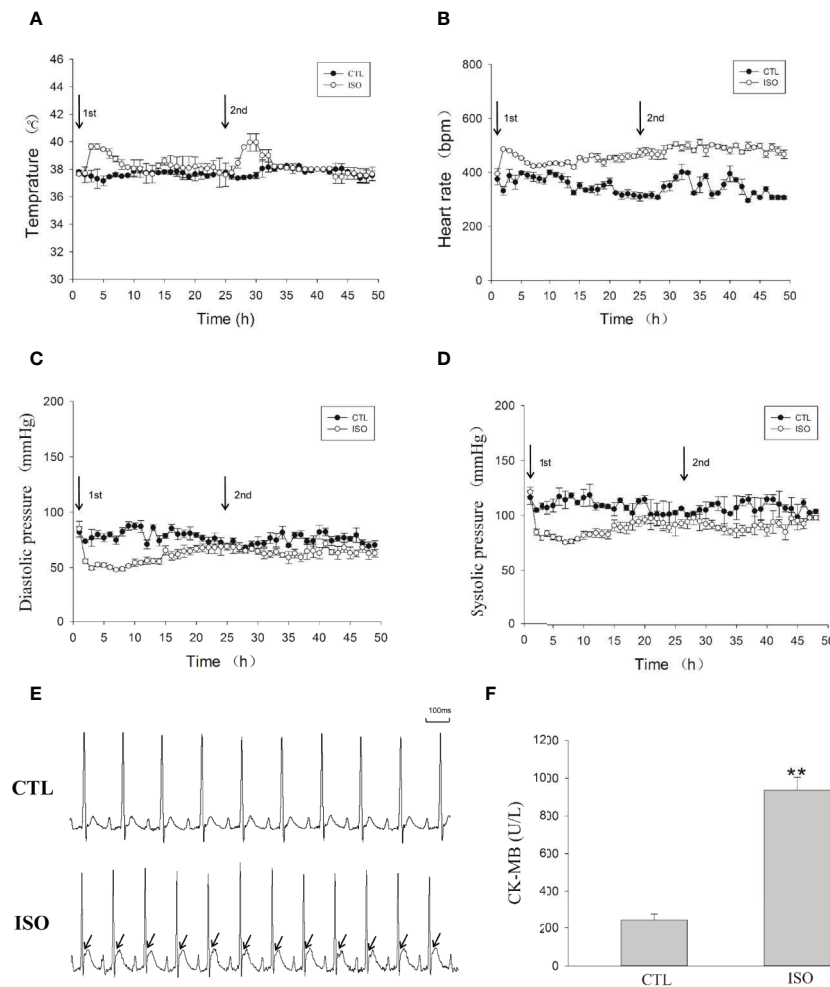 A
46
44
42
40
38
36
34
32
30
Temprature (℃)
CTL
ISO
1st
2nd
0 5 10 15 20 25 30 35 40 45 50
Time (h)
B
800
600
400
200
0
Heart rate (bpm)
CTL
ISO
1st
2nd
0 5 10 15 20 25 30 35 40 45 50
Time （h）
C
200
150
100
50
0
Diastolic pressure （mmHg）
CTL
ISO
1st
2nd
0 5 10 15 20 25 30 35 40 45 50
Time （h）
D
200
150
100
50
0
Systolic pressure （mmHg）
CTL
ISO
1st
2nd
0 5 10 15 20 25 30 35 40 45 50
Time （h）
E
100ms
CTL
ISO
F
1200
1000
800
600
400
200
0
CK-MB (U/L)
**
CTL ISO